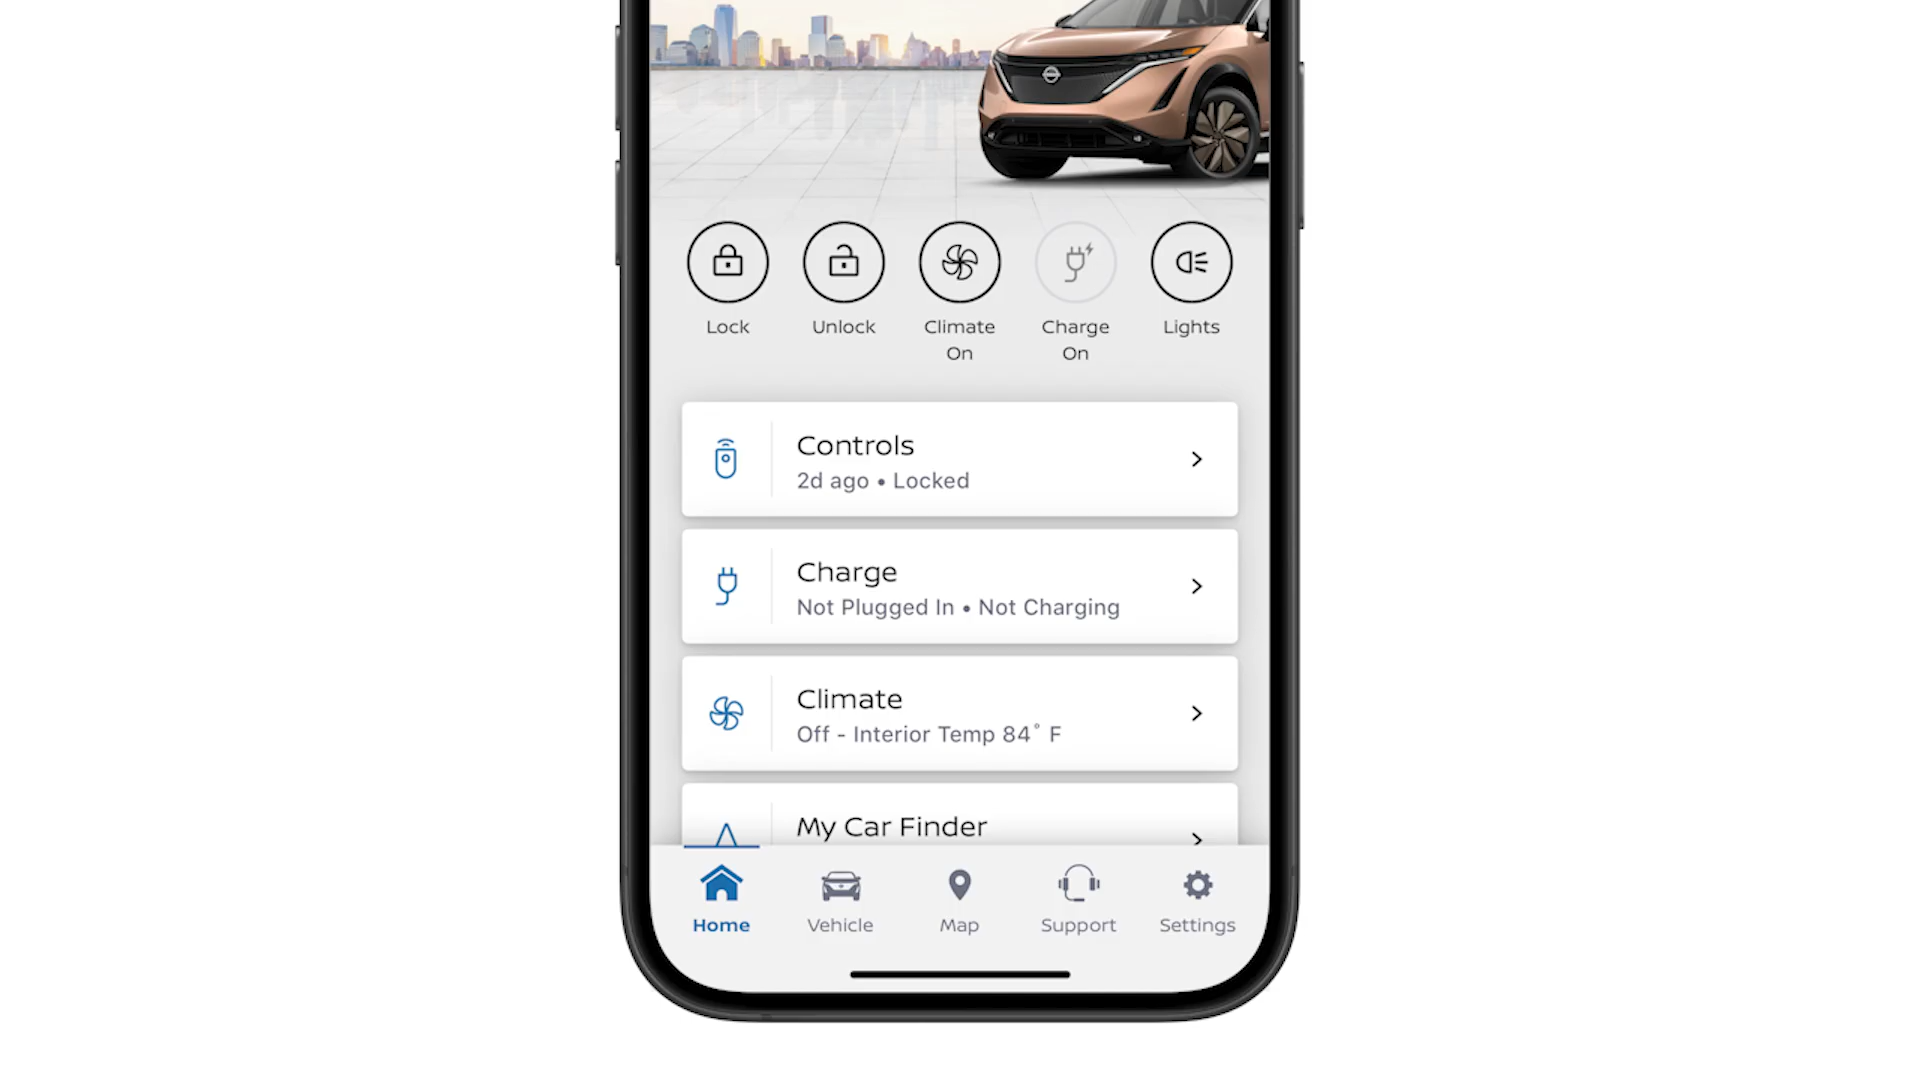 Lock
Unlock
Climate
On
Charge
On
Lights
Controls
2d ago • Locked
Charge
Not Plugged In • Not Charging
Climate
Off - Interior Temp 84° F
My Car Finder
Home
Vehicle
Map
Support
Settings